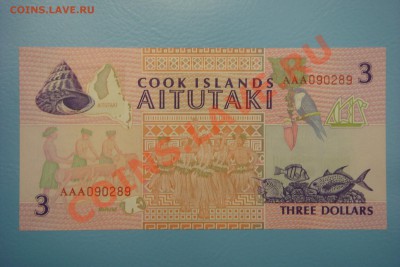 COINS.LAVE.RU
COOK ISLANDS
AITUTAKI
AAA090289
3
AAA090289
3
THREE DOLLARS
COINS.LAVE.RU